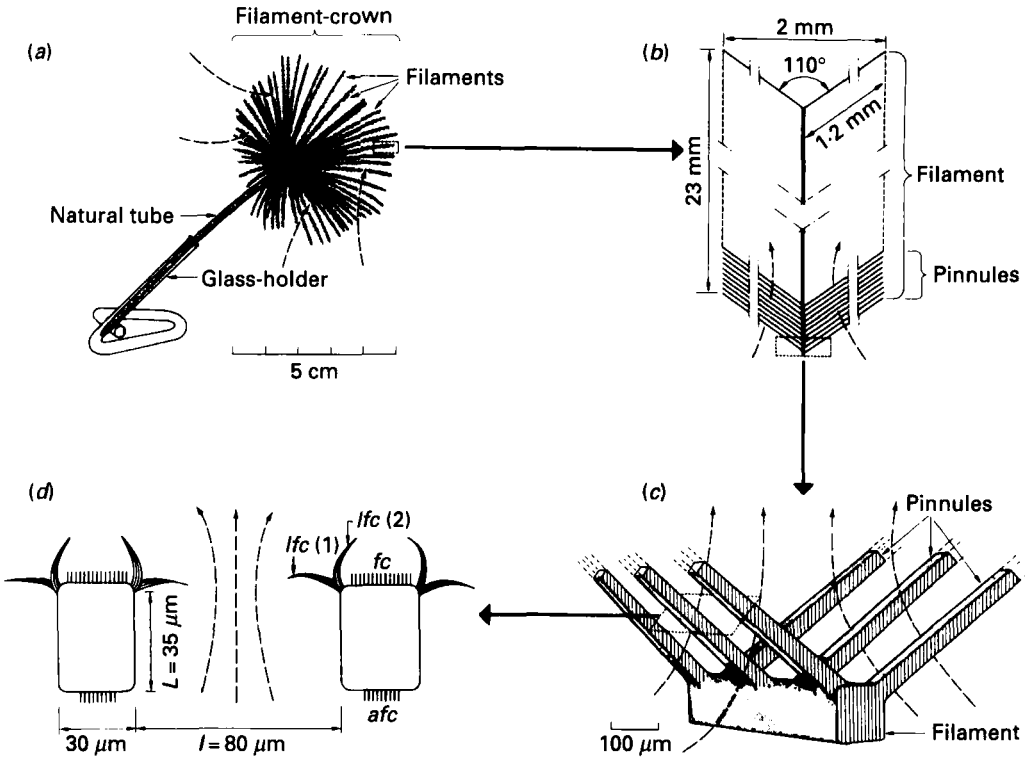 Filament-crown
(a)
Filaments
Natural tube
Glass-holder
5 cm
(b)
2 mm
110°
1·2 mm
23 mm
Filament
Pinnules
(c)
Pinnules
100 μm
Filament
(d)
lfc (2)
lfc (1)
fc
L = 35 μm
afc
30 μm
l = 80 μm